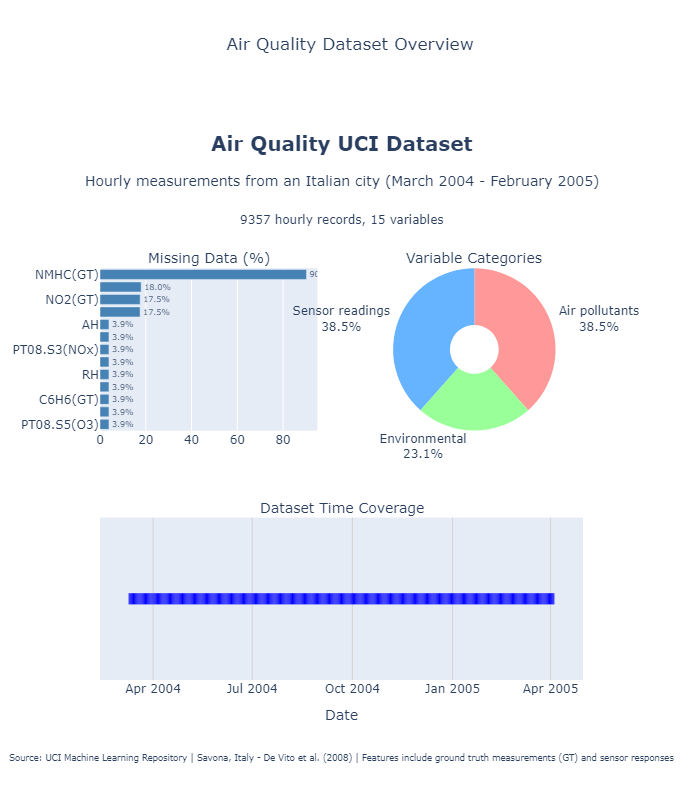 Air Quality Dataset Overview
Air Quality UCI Dataset
Hourly measurements from an Italian city (March 2004 - February 2005)
9357 hourly records, 15 variables
Missing Data (%)
NMHC(GT)
90
18.0%
NO2(GT)
17.5%
17.5%
AH
3.9%
3.9%
PT08.S3(NOx)
3.9%
3.9%
RH
3.9%
3.9%
C6H6(GT)
3.9%
3.9%
PT08.S5(O3)
3.9%
0
20
40
60
80
Variable Categories
Sensor readings
38.5%
Air pollutants
38.5%
Environmental
23.1%
Dataset Time Coverage
Apr 2004
Jul 2004
Oct 2004
Jan 2005
Apr 2005
Date
Source: UCI Machine Learning Repository | Savona, Italy - De Vito et al. (2008) | Features include ground truth measurements (GT) and sensor responses